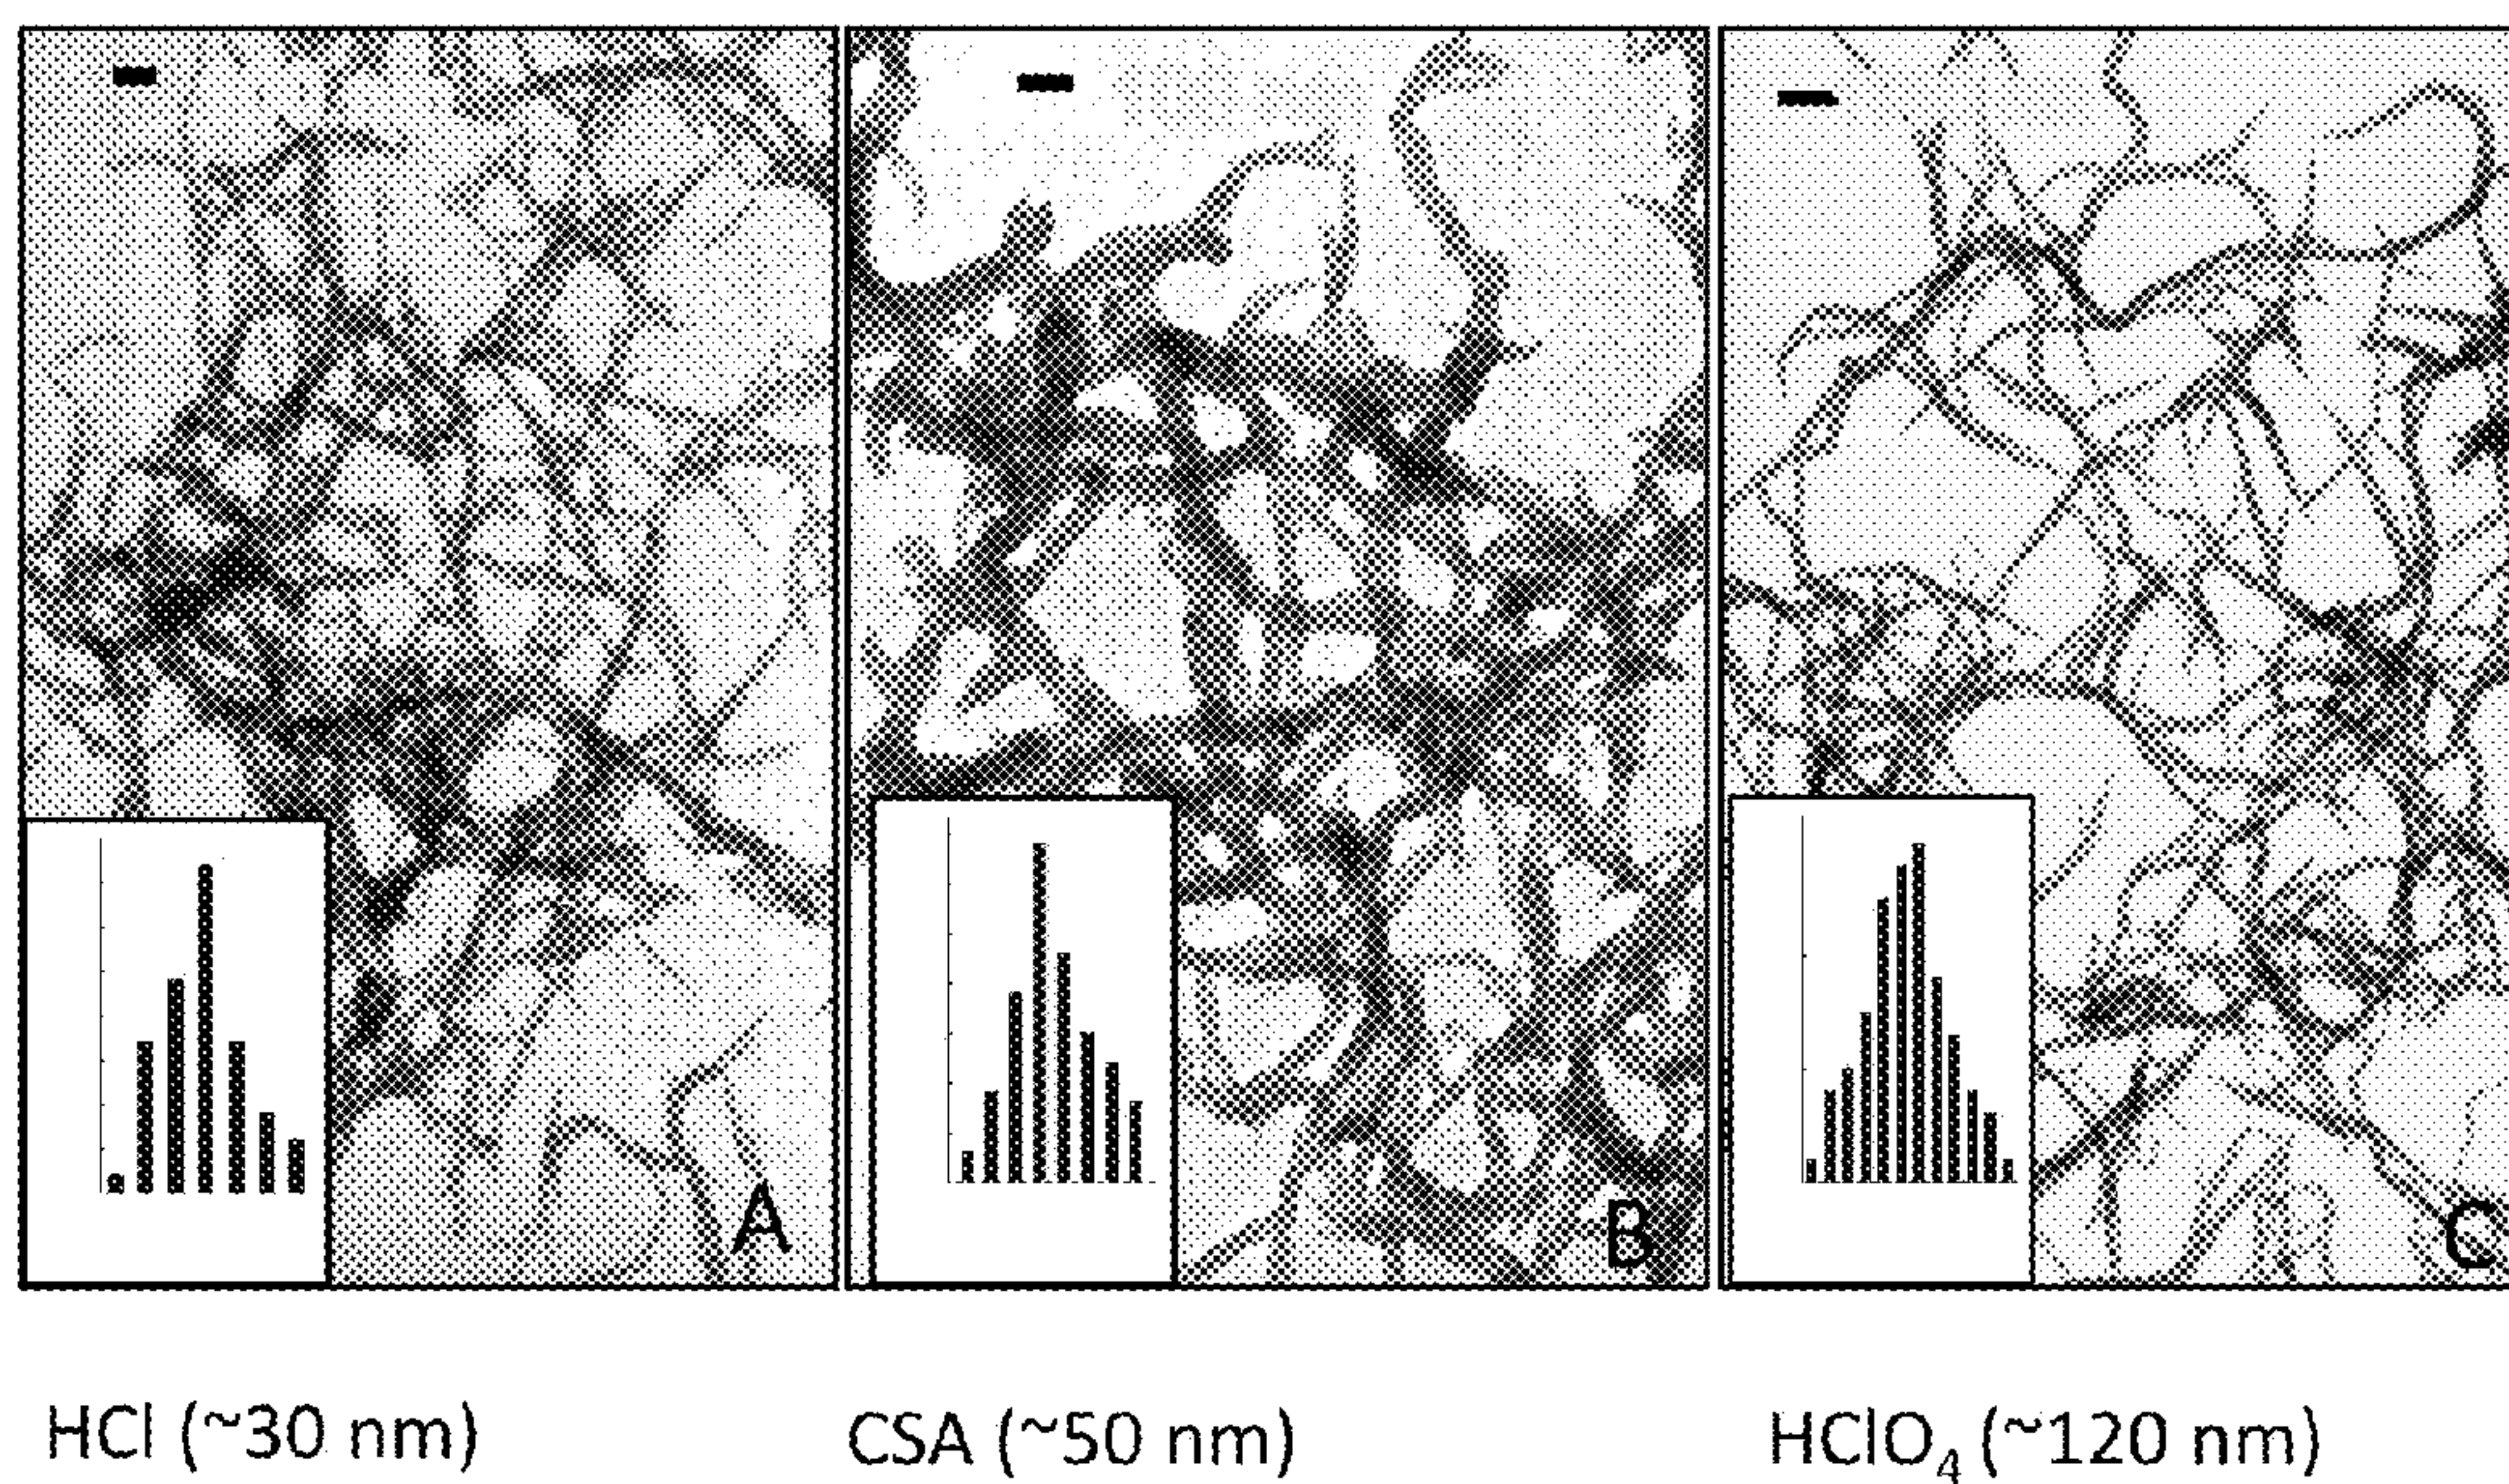 A
B
C
HCl (~30 nm)
CSA (~50 nm)
HClO₄ (~120 nm)